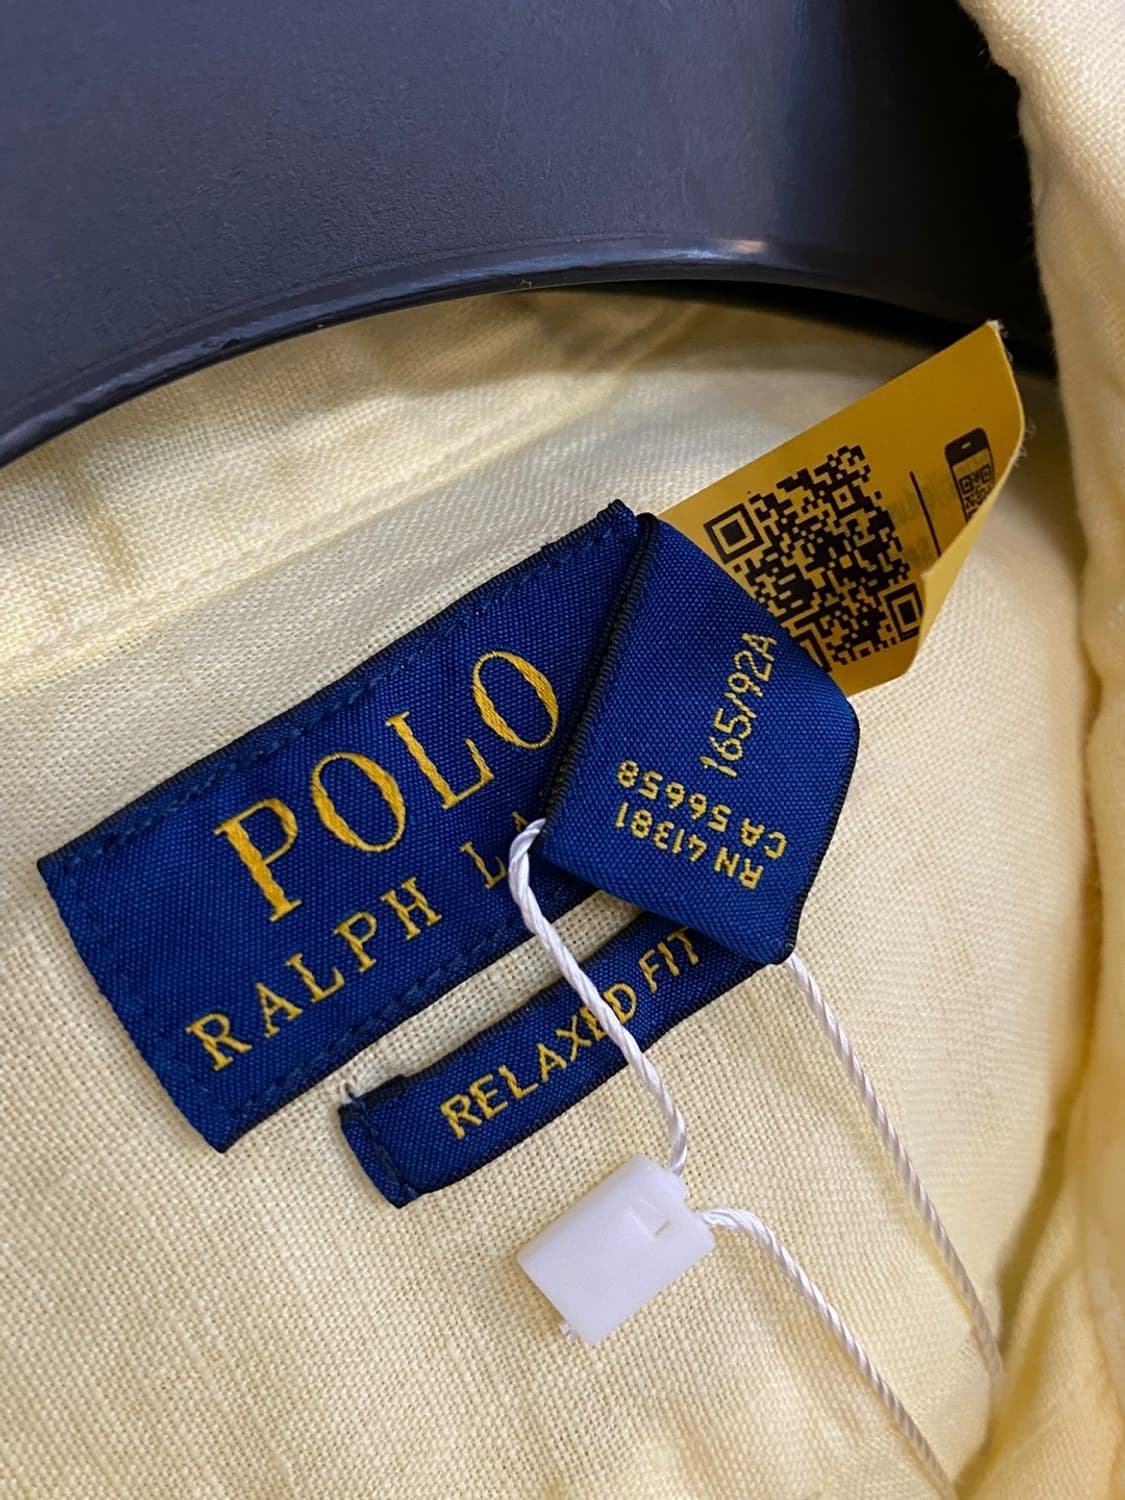 POLO
RALPH LA
RELAXED FIT
165/92A
RN 41381
CA 56658